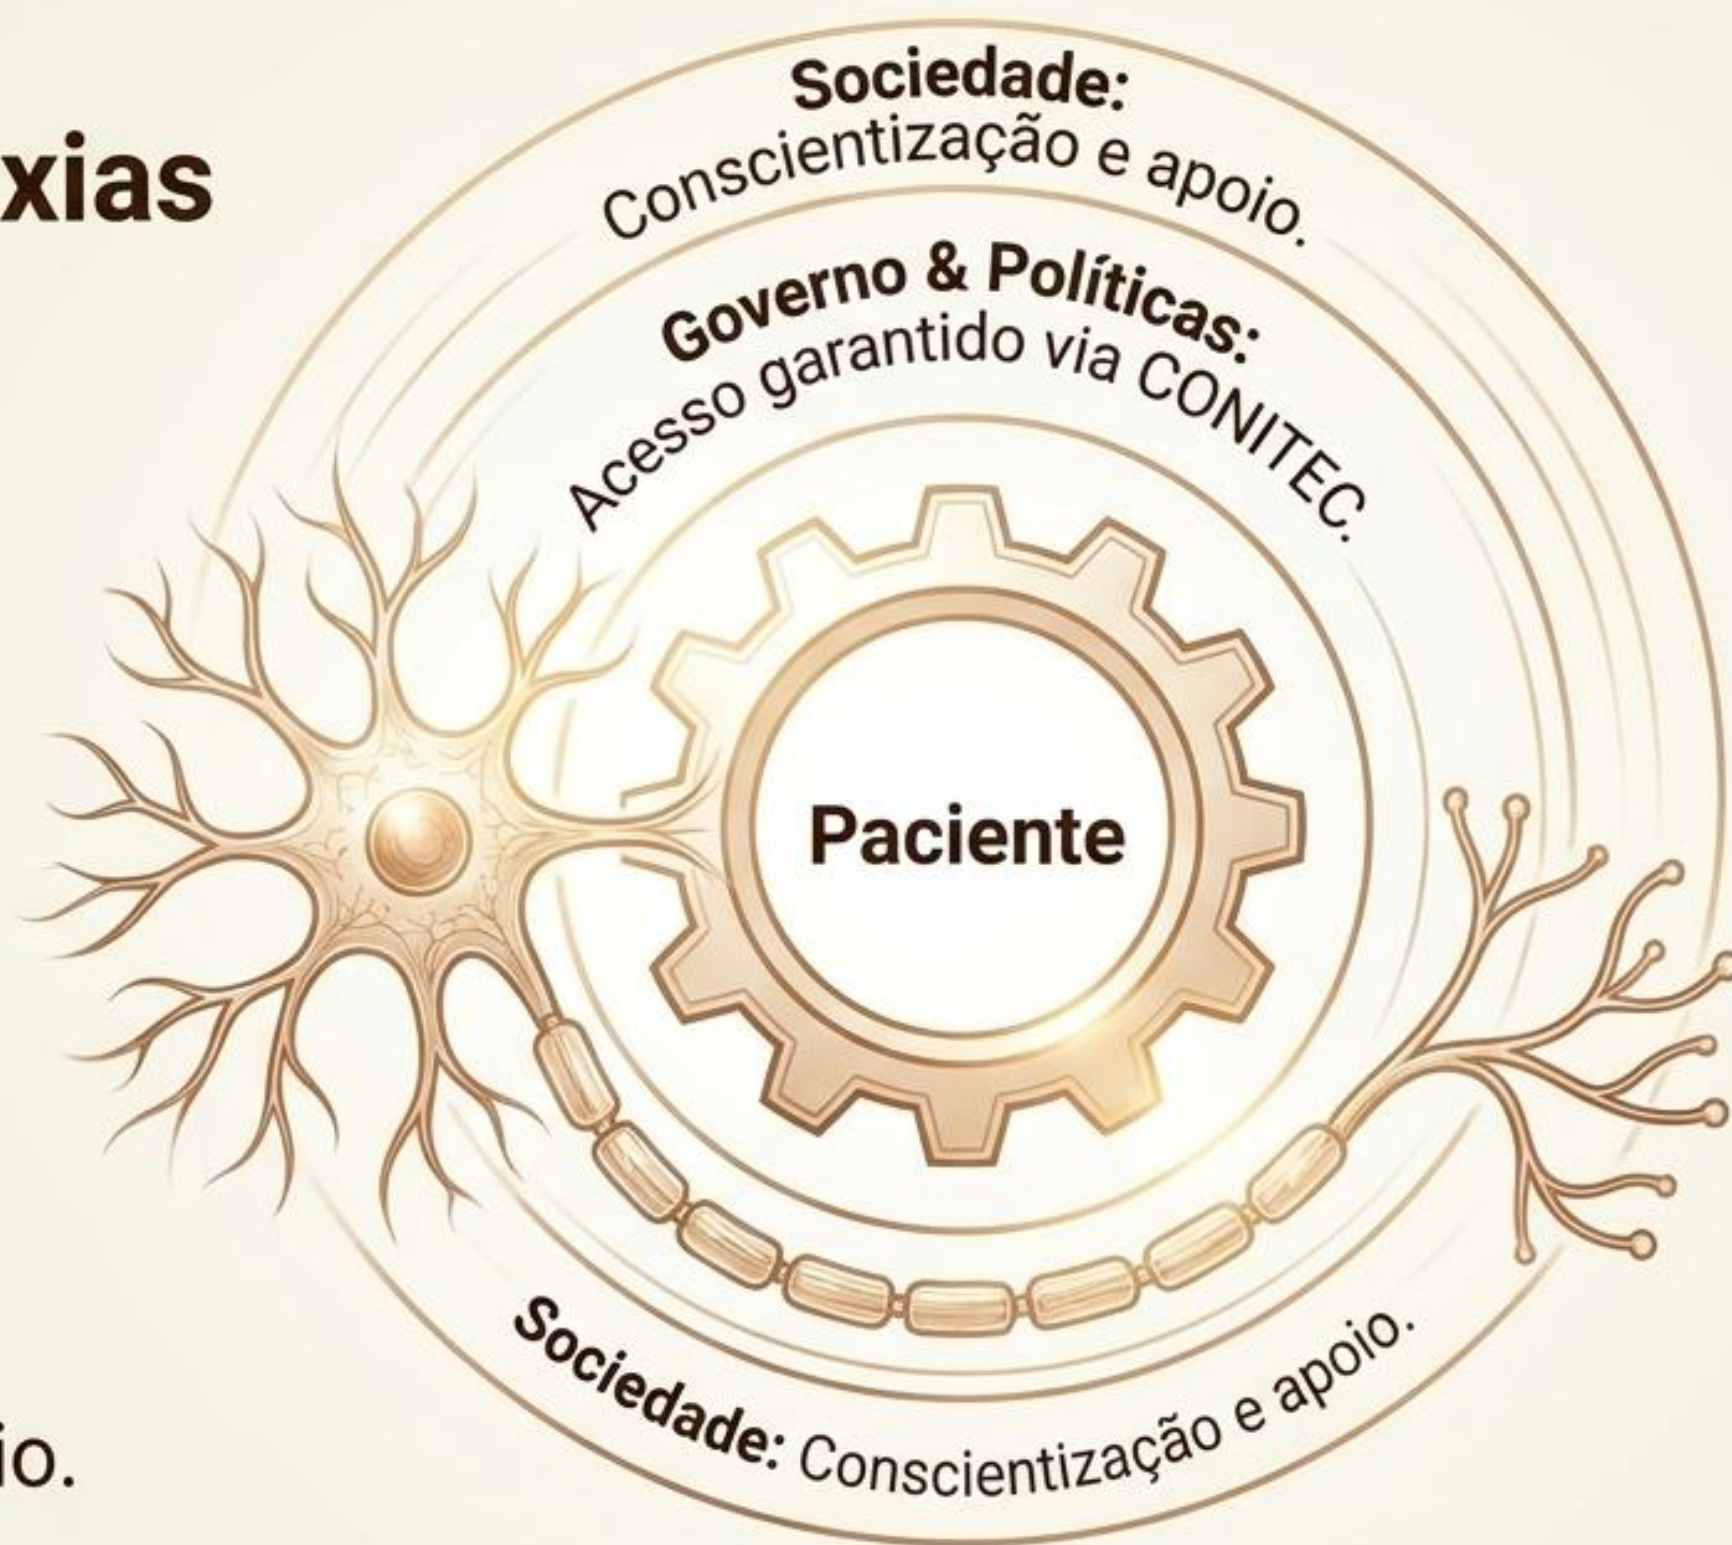 xias
Sociedade:
Conscientização e apoio.
Governo & Políticas:
Acesso garantido via CONITEC.
Paciente
Sociedade: Conscientização e apoio.
io.